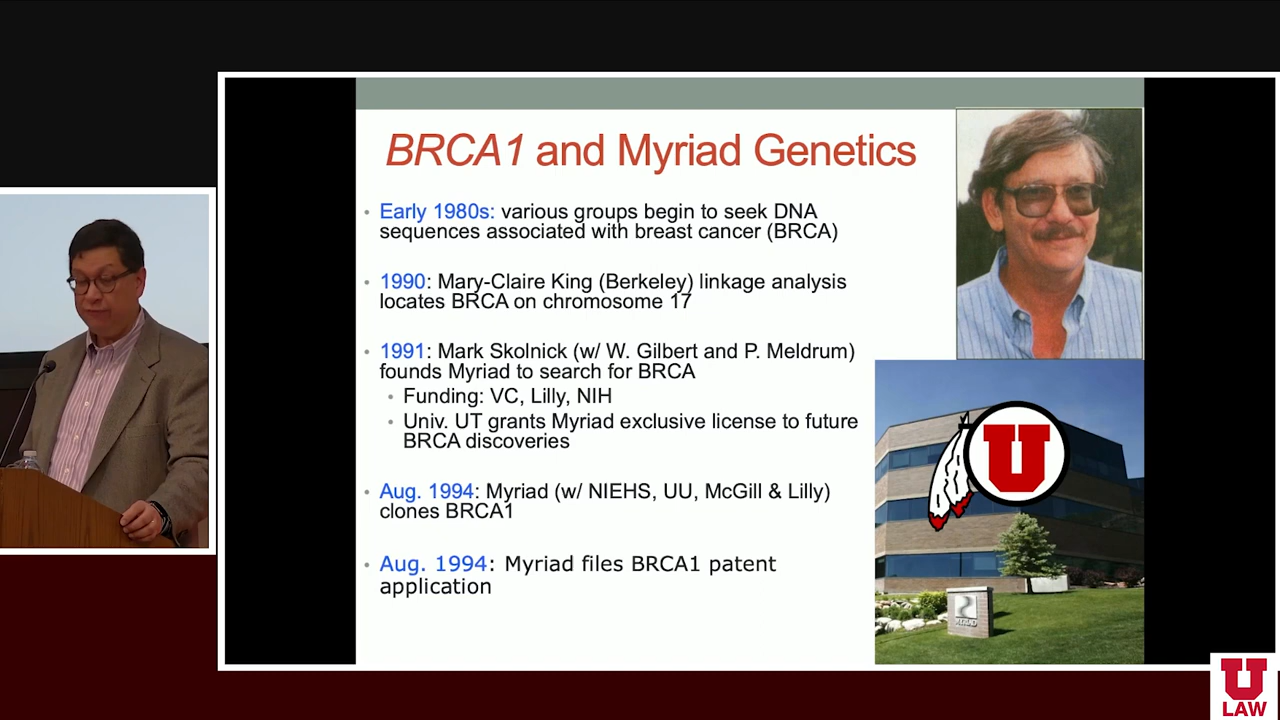 BRCA1 and Myriad Genetics
Early 1980s: various groups begin to seek DNA
sequences associated with breast cancer (BRCA)
1990: Mary-Claire King (Berkeley) linkage analysis
locates BRCA on chromosome 17
1991: Mark Skolnick (w/ W. Gilbert and P. Meldrum)
founds Myriad to search for BRCA
Funding: VC, Lilly, NIH
Univ. UT grants Myriad exclusive license to future
BRCA discoveries
Aug. 1994: Myriad (w/ NIEHS, UU, McGill & Lilly)
clones BRCA1
Aug. 1994: Myriad files BRCA1 patent
application
U
MYRIAD
U
LAW